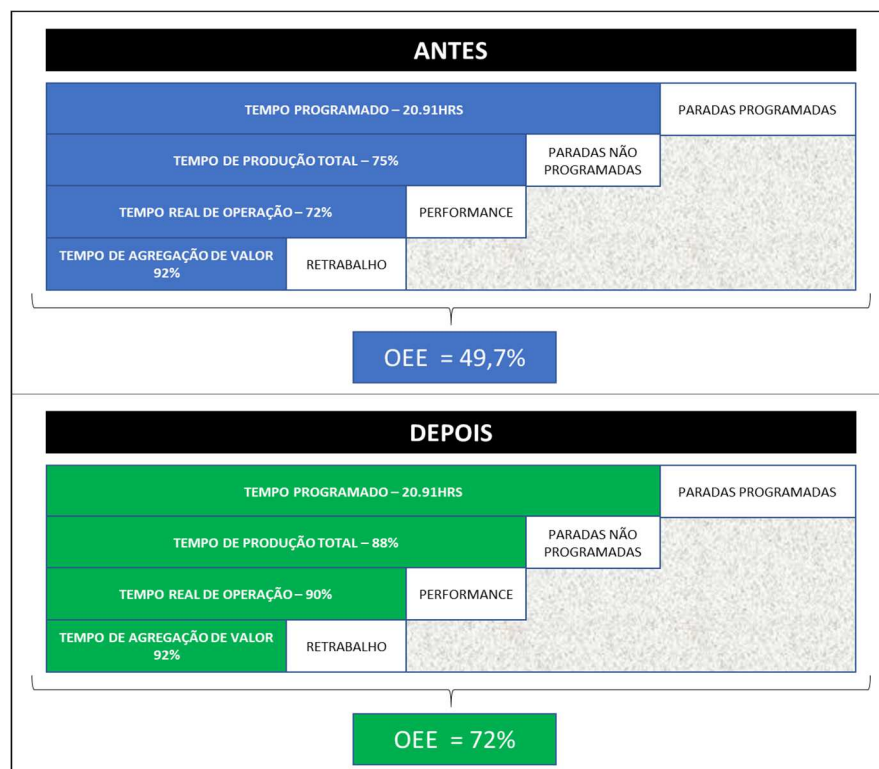 ANTES
TEMPO PROGRAMADO – 20.91HRS
PARADAS PROGRAMADAS
TEMPO DE PRODUÇÃO TOTAL – 75%
PARADAS NÃO
PROGRAMADAS
TEMPO REAL DE OPERAÇÃO – 72%
PERFORMANCE
TEMPO DE AGREGAÇÃO DE VALOR
92%
RETRABALHO
OEE = 49,7%
DEPOIS
TEMPO PROGRAMADO – 20.91HRS
PARADAS PROGRAMADAS
TEMPO DE PRODUÇÃO TOTAL – 88%
PARADAS NÃO
PROGRAMADAS
TEMPO REAL DE OPERAÇÃO – 90%
PERFORMANCE
TEMPO DE AGREGAÇÃO DE VALOR
92%
RETRABALHO
OEE = 72%